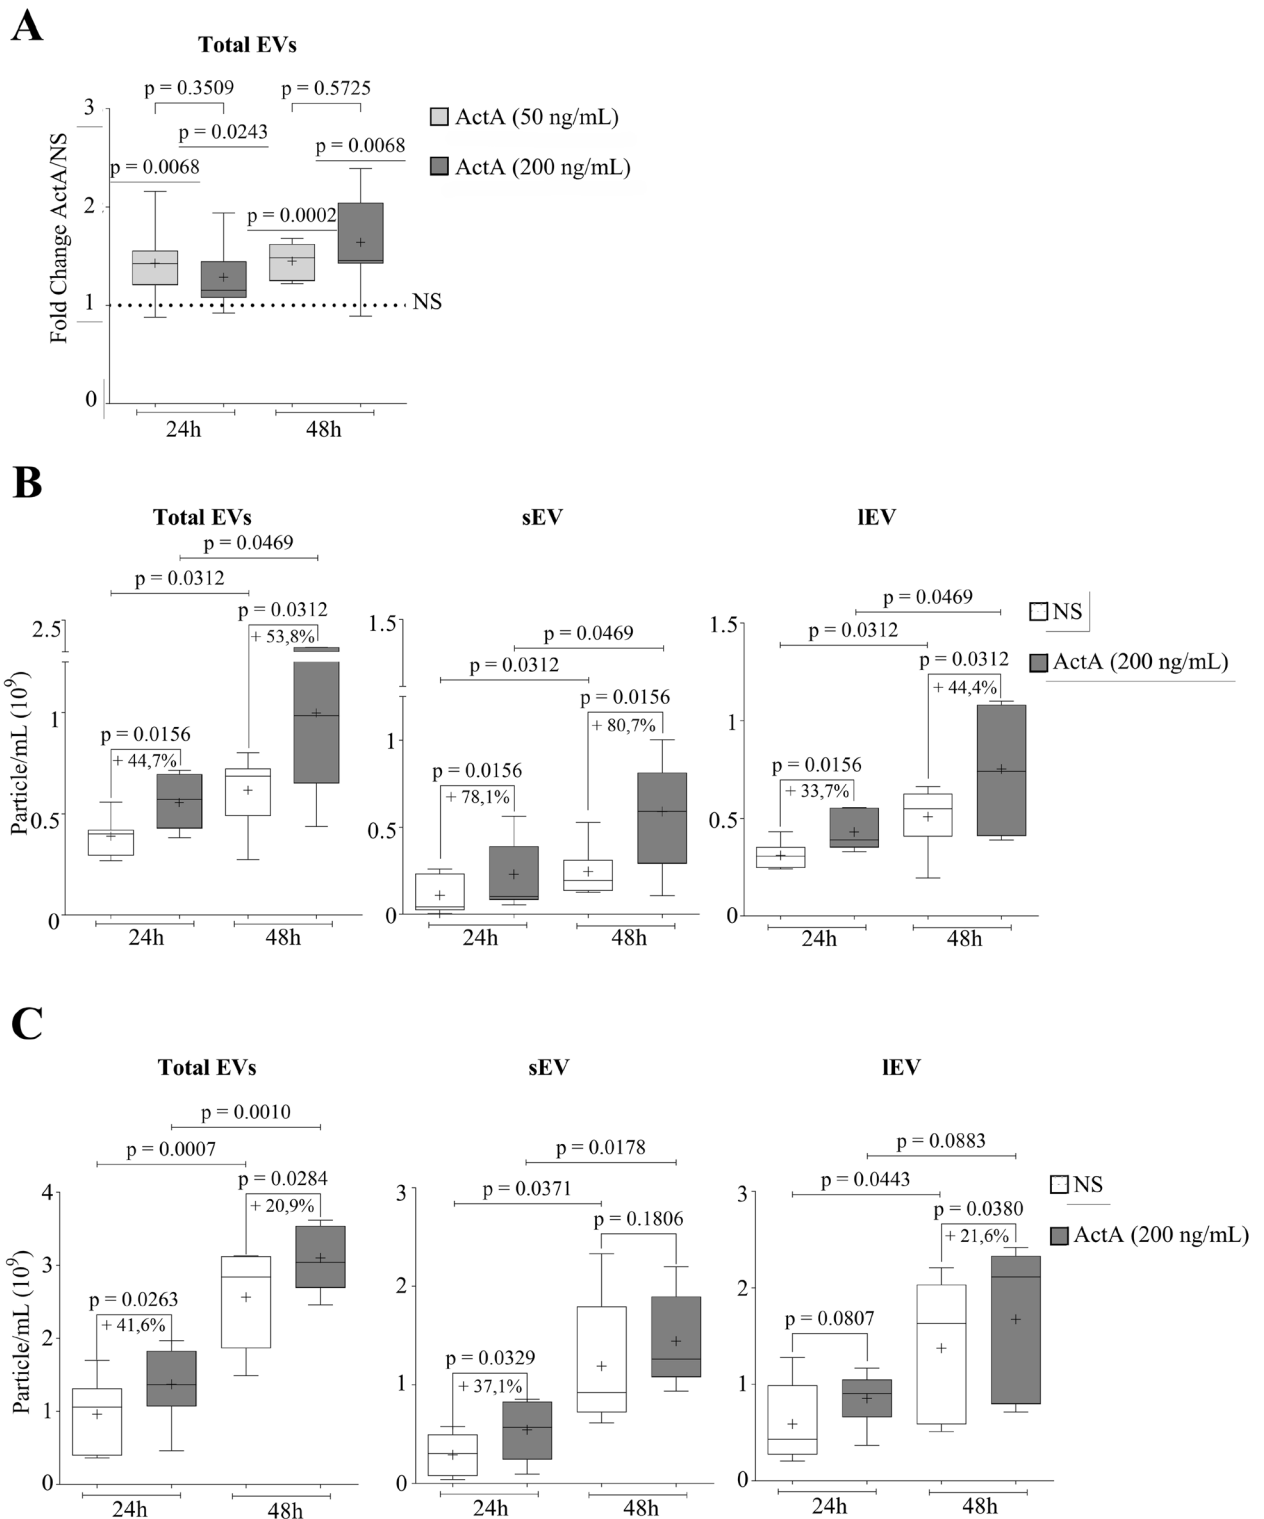 A
Total EVs
p = 0.3509
p = 0.5725
p = 0.0243
p = 0.0068
p = 0.0068
p = 0.0002
ActA (50 ng/mL)
ActA (200 ng/mL)
Fold Change ActA/NS
3
2
1
0
NS
24h
48h
B
Total EVs
p = 0.0469
p = 0.0312
p = 0.0312
+ 53,8%
p = 0.0156
+ 44,7%
Particle/mL (10⁹)
2.5
1
0.5
0
24h
48h
sEV
p = 0.0469
p = 0.0312
p = 0.0156
+ 80,7%
p = 0.0156
+ 78,1%
1.5
1
0.5
0
24h
48h
lEV
p = 0.0469
p = 0.0312
p = 0.0312
+ 44,4%
p = 0.0156
+ 33,7%
1.5
1
0.5
0
24h
48h
NS
ActA (200 ng/mL)
C
Total EVs
p = 0.0010
p = 0.0007
p = 0.0284
+ 20,9%
p = 0.0263
+ 41,6%
Particle/mL (10⁹)
4
3
2
1
0
24h
48h
sEV
p = 0.0178
p = 0.0371
p = 0.1806
p = 0.0329
+ 37,1%
3
2
1
0
24h
48h
lEV
p = 0.0883
p = 0.0443
p = 0.0380
+ 21,6%
p = 0.0807
3
2
1
0
24h
48h
NS
ActA (200 ng/mL)